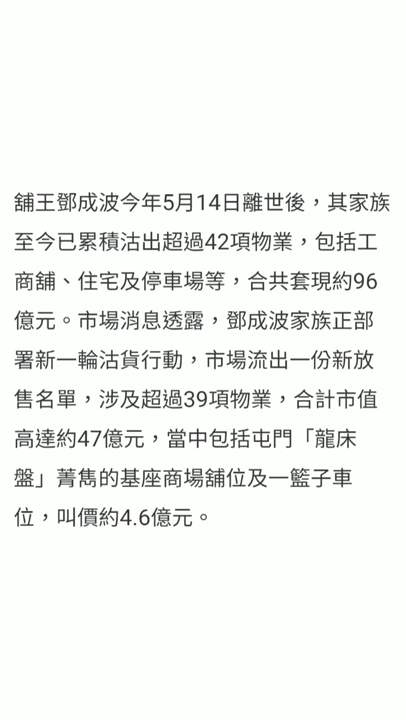 舖王鄧成波今年5月14日離世後，其家族
至今已累積沽出超過42項物業，包括工
商舖、住宅及停車場等，合共套現約96
億元。市場消息透露，鄧成波家族正部
署新一輪沽貨行動，市場流出一份新放
售名單，涉及超過39項物業，合計市值
高達約47億元，當中包括屯門「龍床
盤」菁雋的基座商場舖位及一籃子車
位，叫價約4.6億元。